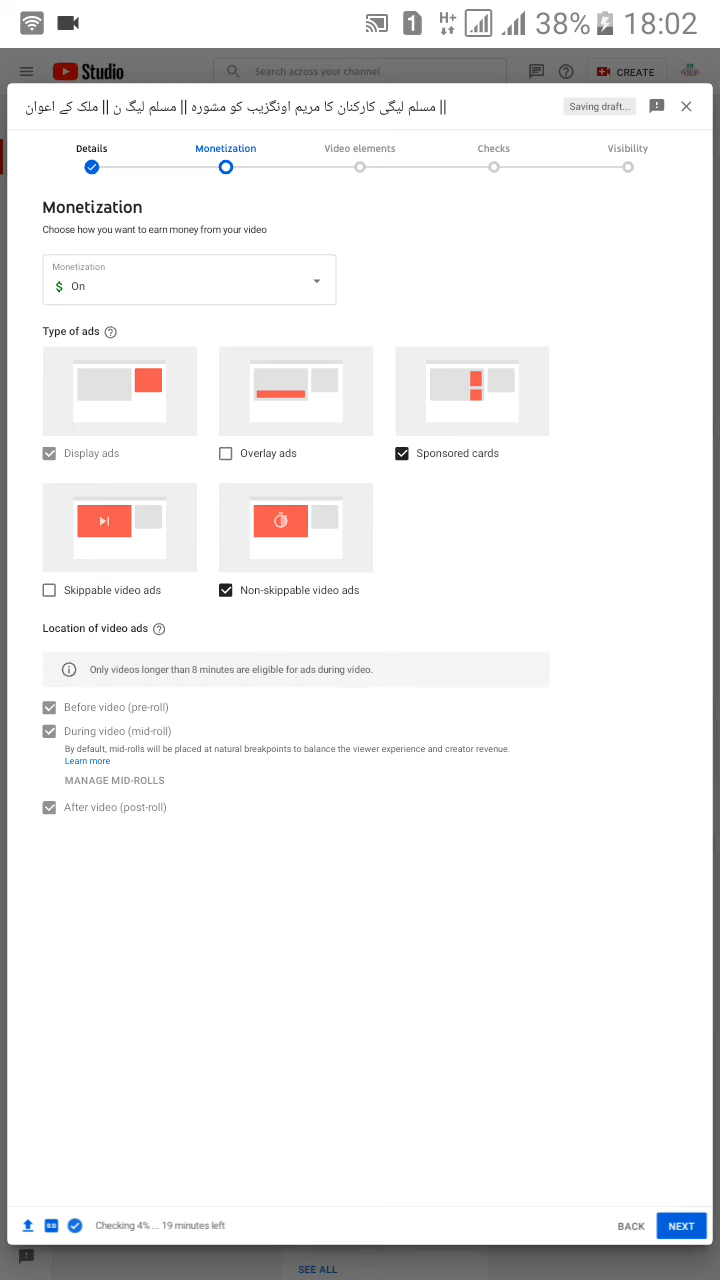 1 H+ 38% 18:02
Studio Search across your channel CREATE
|| مسلم لیگی کارکنان کا مریم اونگزیب کو مشورہ || مسلم لیگ ن || ملک کے اعوان
Saving draft...
Details Monetization Video elements Checks Visibility
Monetization
Choose how you want to earn money from your video
Monetization
$ On
Type of ads
Display ads Overlay ads Sponsored cards
Skippable video ads Non-skippable video ads
Location of video ads
Only videos longer than 8 minutes are eligible for ads during video.
Before video (pre-roll)
During video (mid-roll)
By default, mid-rolls will be placed at natural breakpoints to balance the viewer experience and creator revenue.
Learn more
MANAGE MID-ROLLS
After video (post-roll)
Checking 4% ... 19 minutes left BACK NEXT
SEE ALL